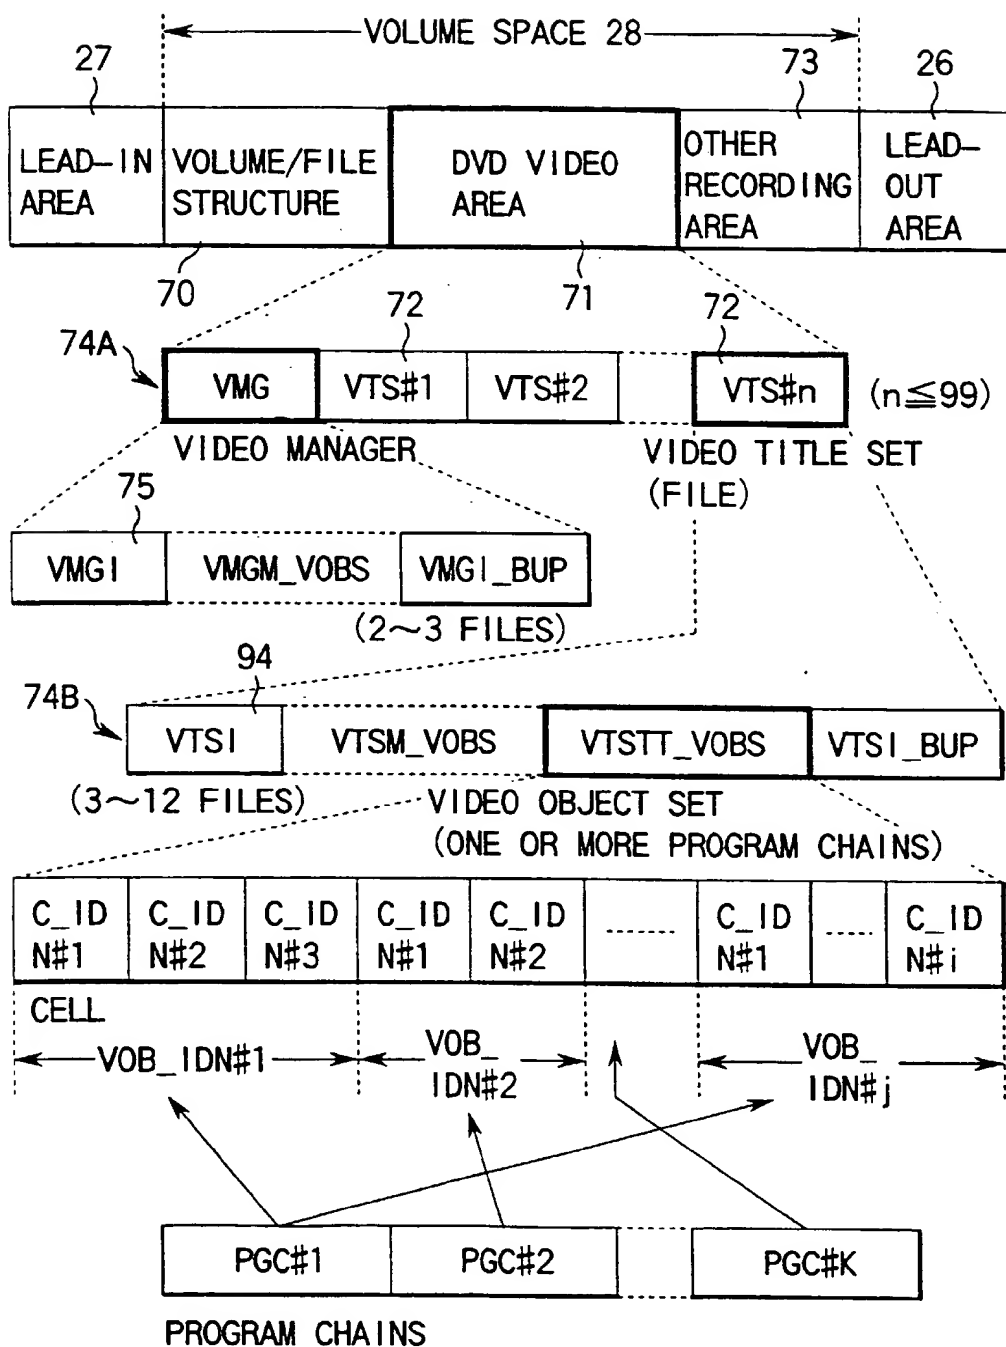 VOLUME SPACE 28
27
73
26
LEAD-IN
AREA
VOLUME/FILE
STRUCTURE
DVD VIDEO
AREA
OTHER
RECORDING
AREA
LEAD-
OUT
AREA
70
71
72
72
74A
VMG
VTS#1
VTS#2
VTS#n
(n≦99)
VIDEO MANAGER
VIDEO TITLE SET
(FILE)
75
VMGI
VMGM_VOBS
VMGI_BUP
(2~3 FILES)
94
74B
VTSI
VTSM_VOBS
VTSTT_VOBS
VTSI_BUP
(3~12 FILES)
VIDEO OBJECT SET
(ONE OR MORE PROGRAM CHAINS)
C_ID
N#1
C_ID
N#2
C_ID
N#3
C_ID
N#1
C_ID
N#2
C_ID
N#1
C_ID
N#i
CELL
VOB_IDN#1
VOB_
IDN#2
VOB_
IDN#j
PGC#1
PGC#2
PGC#K
PROGRAM CHAINS